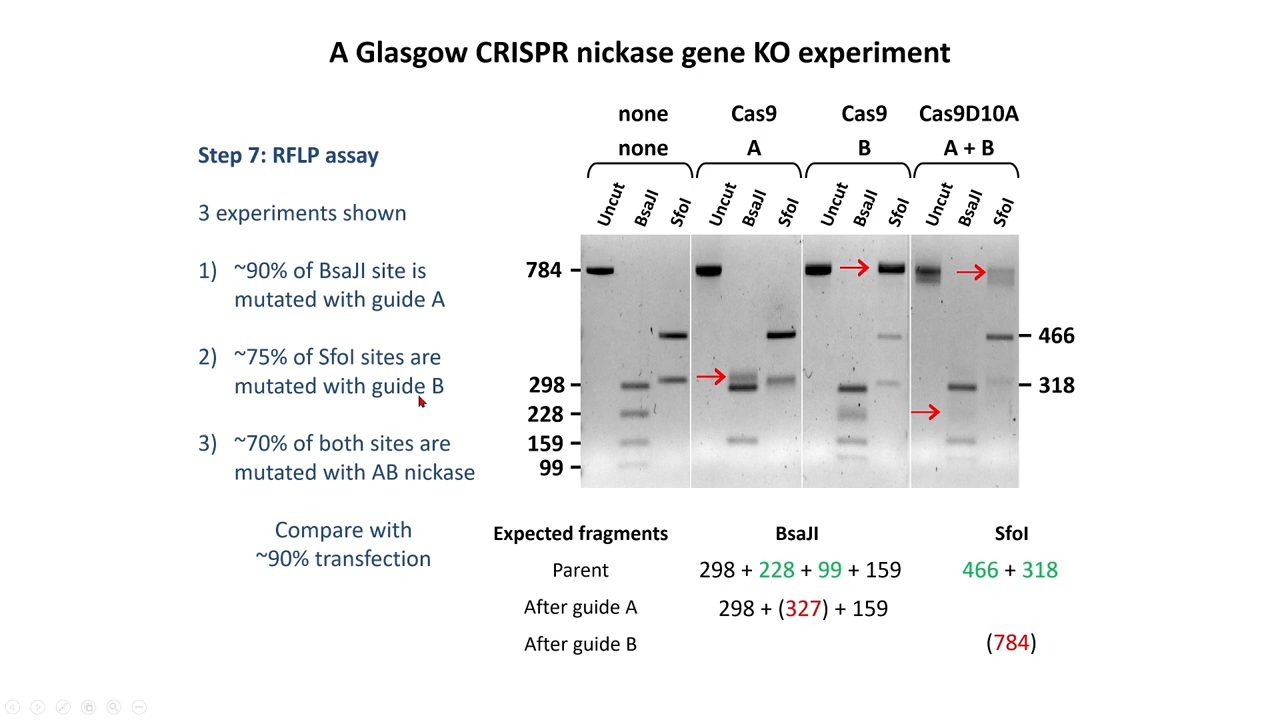 A Glasgow CRISPR nickase gene KO experiment
none Cas9 Cas9 Cas9D10A
none A B A + B
Step 7: RFLP assay
Uncut BsaJI SfoI Uncut BsaJI SfoI Uncut BsaJI SfoI Uncut BsaJI SfoI
3 experiments shown
1) ~90% of BsaJI site is
mutated with guide A
2) ~75% of SfoI sites are
mutated with guide B
3) ~70% of both sites are
mutated with AB nickase
Compare with
~90% transfection
784
298
228
159
99
466
318
Expected fragments BsaJI SfoI
Parent 298 + 228 + 99 + 159 466 + 318
After guide A 298 + (327) + 159
After guide B (784)